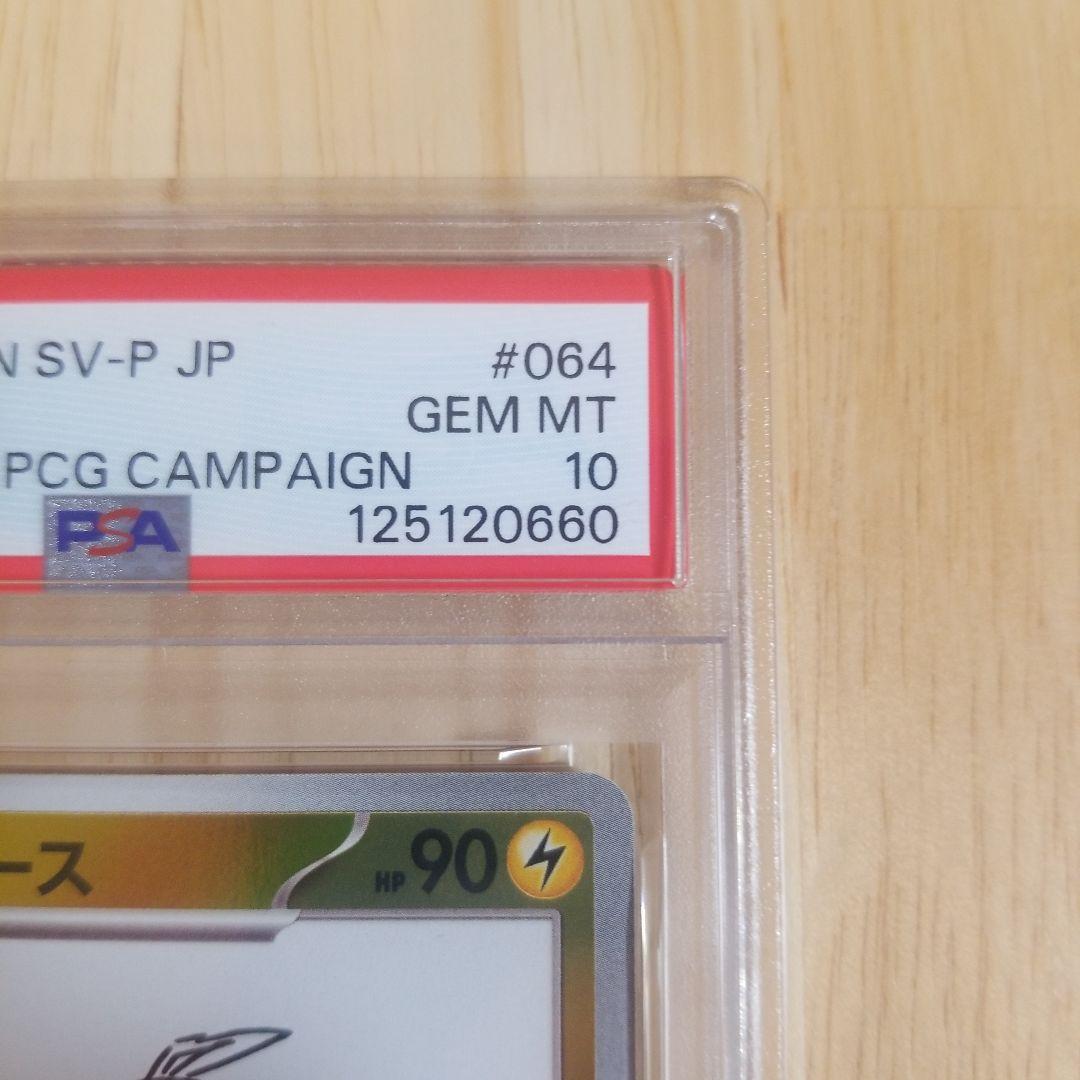 N SV-P JP #064
GEM MT
PCG CAMPAIGN 10
PSA 125120660
ース HP 90